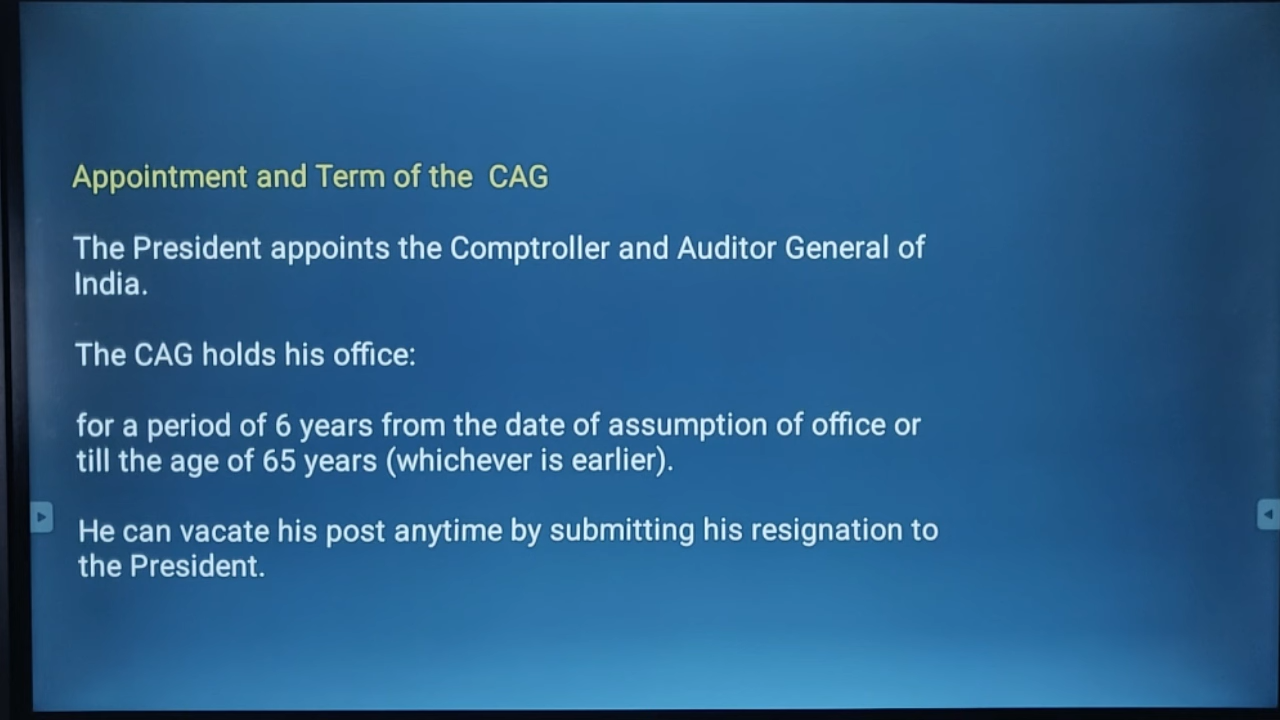 Appointment and Term of the CAG
The President appoints the Comptroller and Auditor General of
India.
The CAG holds his office:
for a period of 6 years from the date of assumption of office or
till the age of 65 years (whichever is earlier).
He can vacate his post anytime by submitting his resignation to
the President.